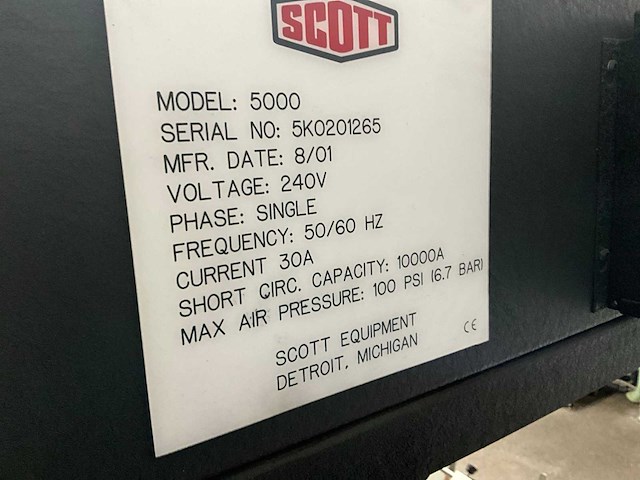 SCOTT
MODEL: 5000
SERIAL NO: 5K0201265
MFR. DATE: 8/01
VOLTAGE: 240V
PHASE: SINGLE
FREQUENCY: 50/60 HZ
CURRENT 30A
SHORT CIRC. CAPACITY: 10000A
MAX AIR PRESSURE: 100 PSI (6.7 BAR)
SCOTT EQUIPMENT
DETROIT, MICHIGAN
CE